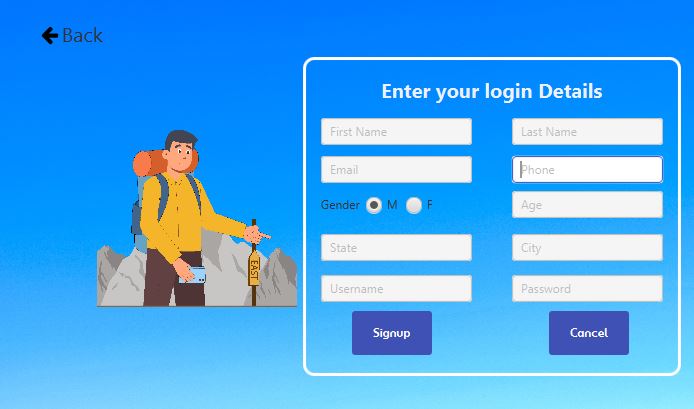 Back
Enter your login Details
First Name Last Name
Email Phone
Gender M F Age
State City
Username Password
Signup Cancel
EAST